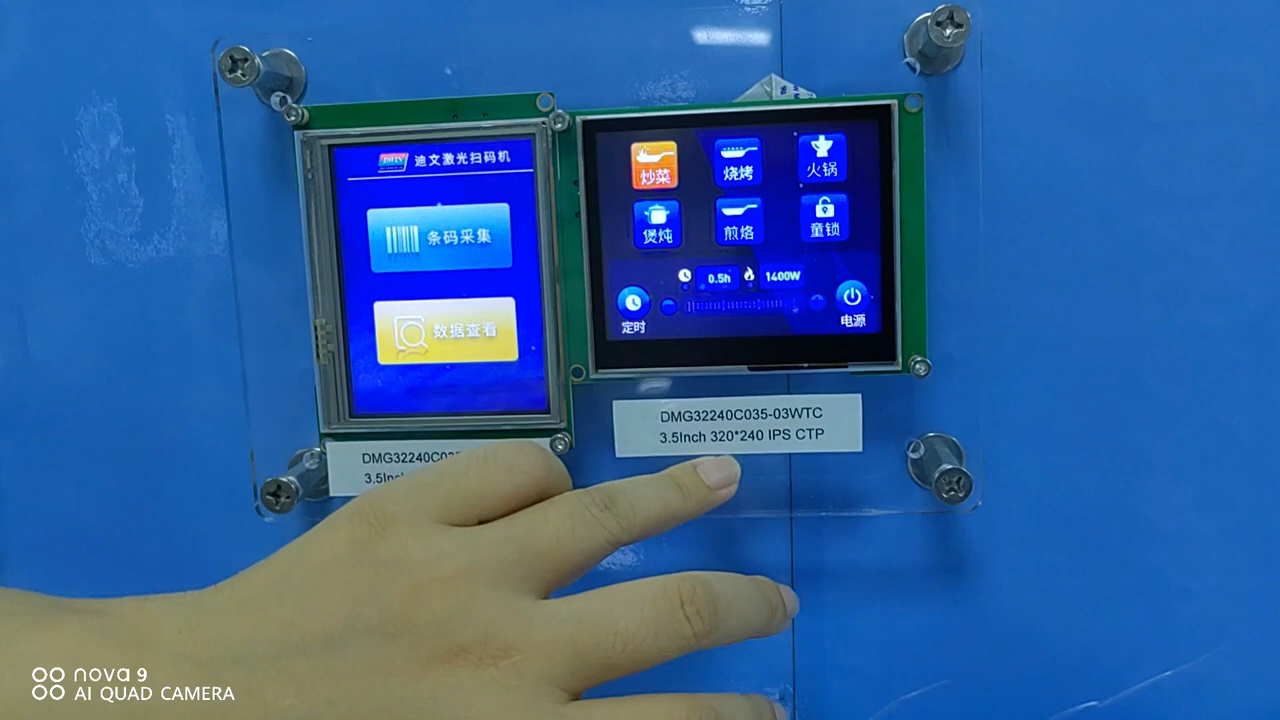 DWIN 迪文激光扫码机
条码采集
数据查看
炒菜 烧烤 火锅
煲炖 煎烙 童锁
0.5h 1400W
定时 电源
DMG32240C035-03WTC
3.5Inch 320*240 IPS CTP
DMG32240C03
3.5Inch
nova 9
AI QUAD CAMERA